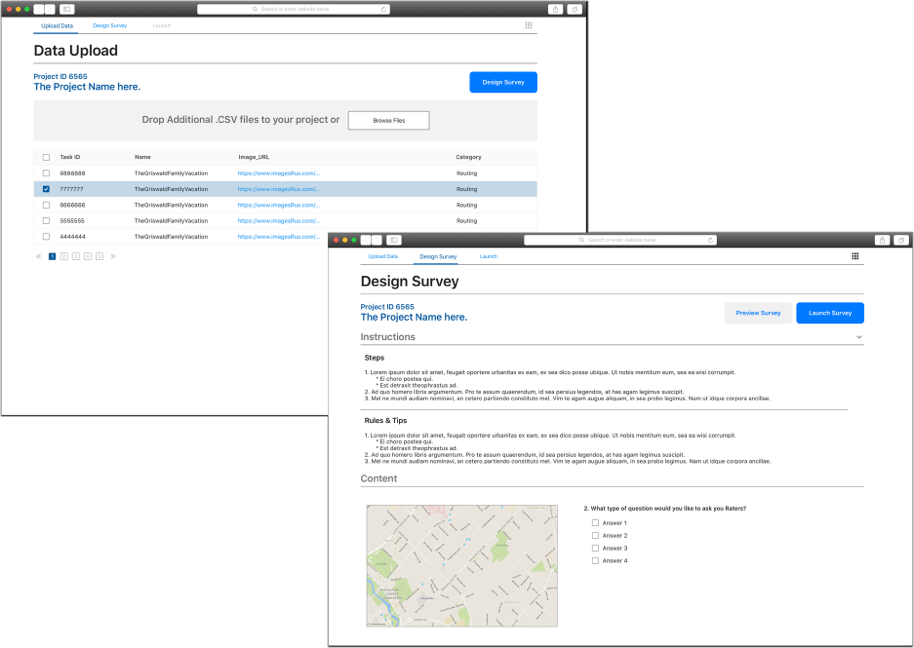 Search or enter website name
Upload Data Design Survey Launch
Data Upload
Project ID 6565
The Project Name here.
Design Survey
Drop Additional .CSV files to your project or Browse Files
Task ID Name Image_URL Category
8888888 TheGriswaldFamilyVacation https://www.imagesRus.com/... Routing
7777777 TheGriswaldFamilyVacation https://www.imagesRus.com/... Routing
6666666 TheGriswaldFamilyVacation https://www.imagesRus.com/... Routing
5555555 TheGriswaldFamilyVacation https://www.imagesRus.com/... Routing
4444444 TheGriswaldFamilyVacation https://www.imagesRus.com/... Routing
« 1 2 3 4 5 »
Search or enter website name
Upload Data Design Survey Launch
Design Survey
Project ID 6565
The Project Name here.
Preview Survey Launch Survey
Instructions
Steps
1. Lorem ipsum dolor sit amet, feugait oportere urbanitas ex eam, ex sea dico posse ubique. Ut nobis mentitum eum, sea ea wisi corrumpit.
* Ei choro postea qui.
* Est detraxit theophrastus ad.
2. Ad quo homero libris argumentum. Pro te assum quaerendum, id sea persius legendos, at has agam legimus suscipit.
3. Mel ne mundi audiam nominavi, an cetero partiendo constituto mel. Vim te agam augue aliquam, in sea probo legimus. Nam ut idque corpora ancillae.
Rules & Tips
1. Lorem ipsum dolor sit amet, feugait oportere urbanitas ex eam, ex sea dico posse ubique. Ut nobis mentitum eum, sea ea wisi corrumpit.
* Ei choro postea qui.
* Est detraxit theophrastus ad.
2. Ad quo homero libris argumentum. Pro te assum quaerendum, id sea persius legendos, at has agam legimus suscipit.
3. Mel ne mundi audiam nominavi, an cetero partiendo constituto mel. Vim te agam augue aliquam, in sea probo legimus. Nam ut idque corpora ancillae.
Content
2. What type of question would you like to ask you Raters?
Answer 1
Answer 2
Answer 3
Answer 4